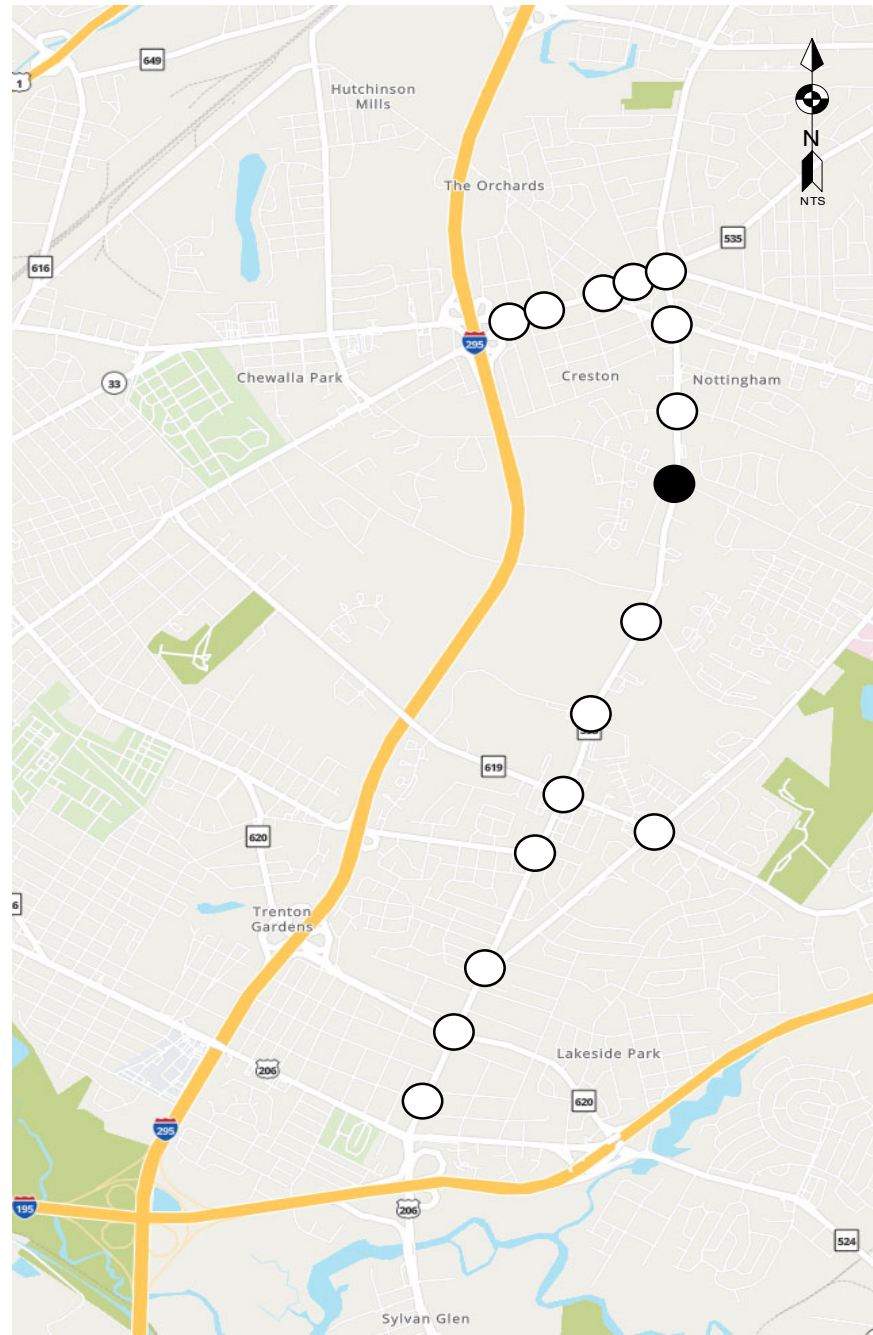 649
1
Hutchinson
Mills
N
NTS
The Orchards
535
616
295
33
Chewalla Park
Creston
Nottingham
619
620
6
Trenton
Gardens
206
Lakeside Park
620
295
195
206
524
Sylvan Glen